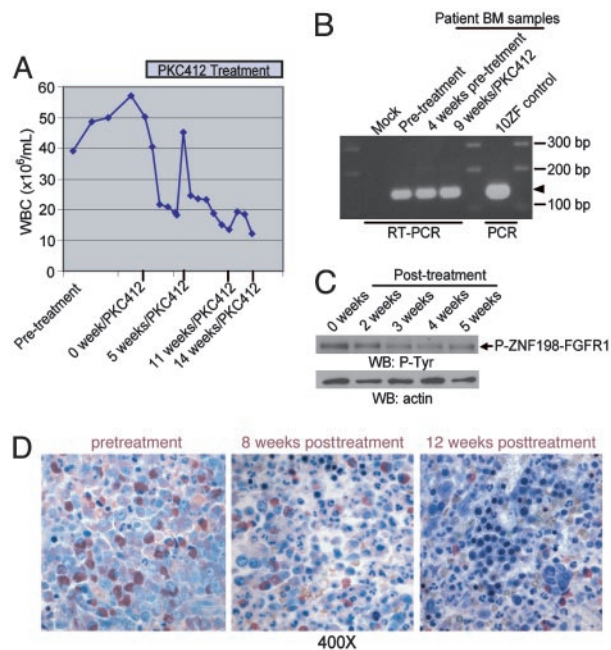 A
PKC412 Treatment
WBC (x10⁶/mL)
60
50
40
30
20
10
0
Pre-treatment
0 week/PKC412
5 weeks/PKC412
11 weeks/PKC412
14 weeks/PKC412
B
Patient BM samples
Mock
Pre-treatment
4 weeks pre-tretment
9 weeks/PKC412
10ZF control
300 bp
200 bp
100 bp
RT-PCR
PCR
C
Post-treatment
0 weeks
2 weeks
3 weeks
4 weeks
5 weeks
P-ZNF198-FGFR1
WB: P-Tyr
WB: actin
D
pretreatment
8 weeks posttreatment
12 weeks posttreatment
400X